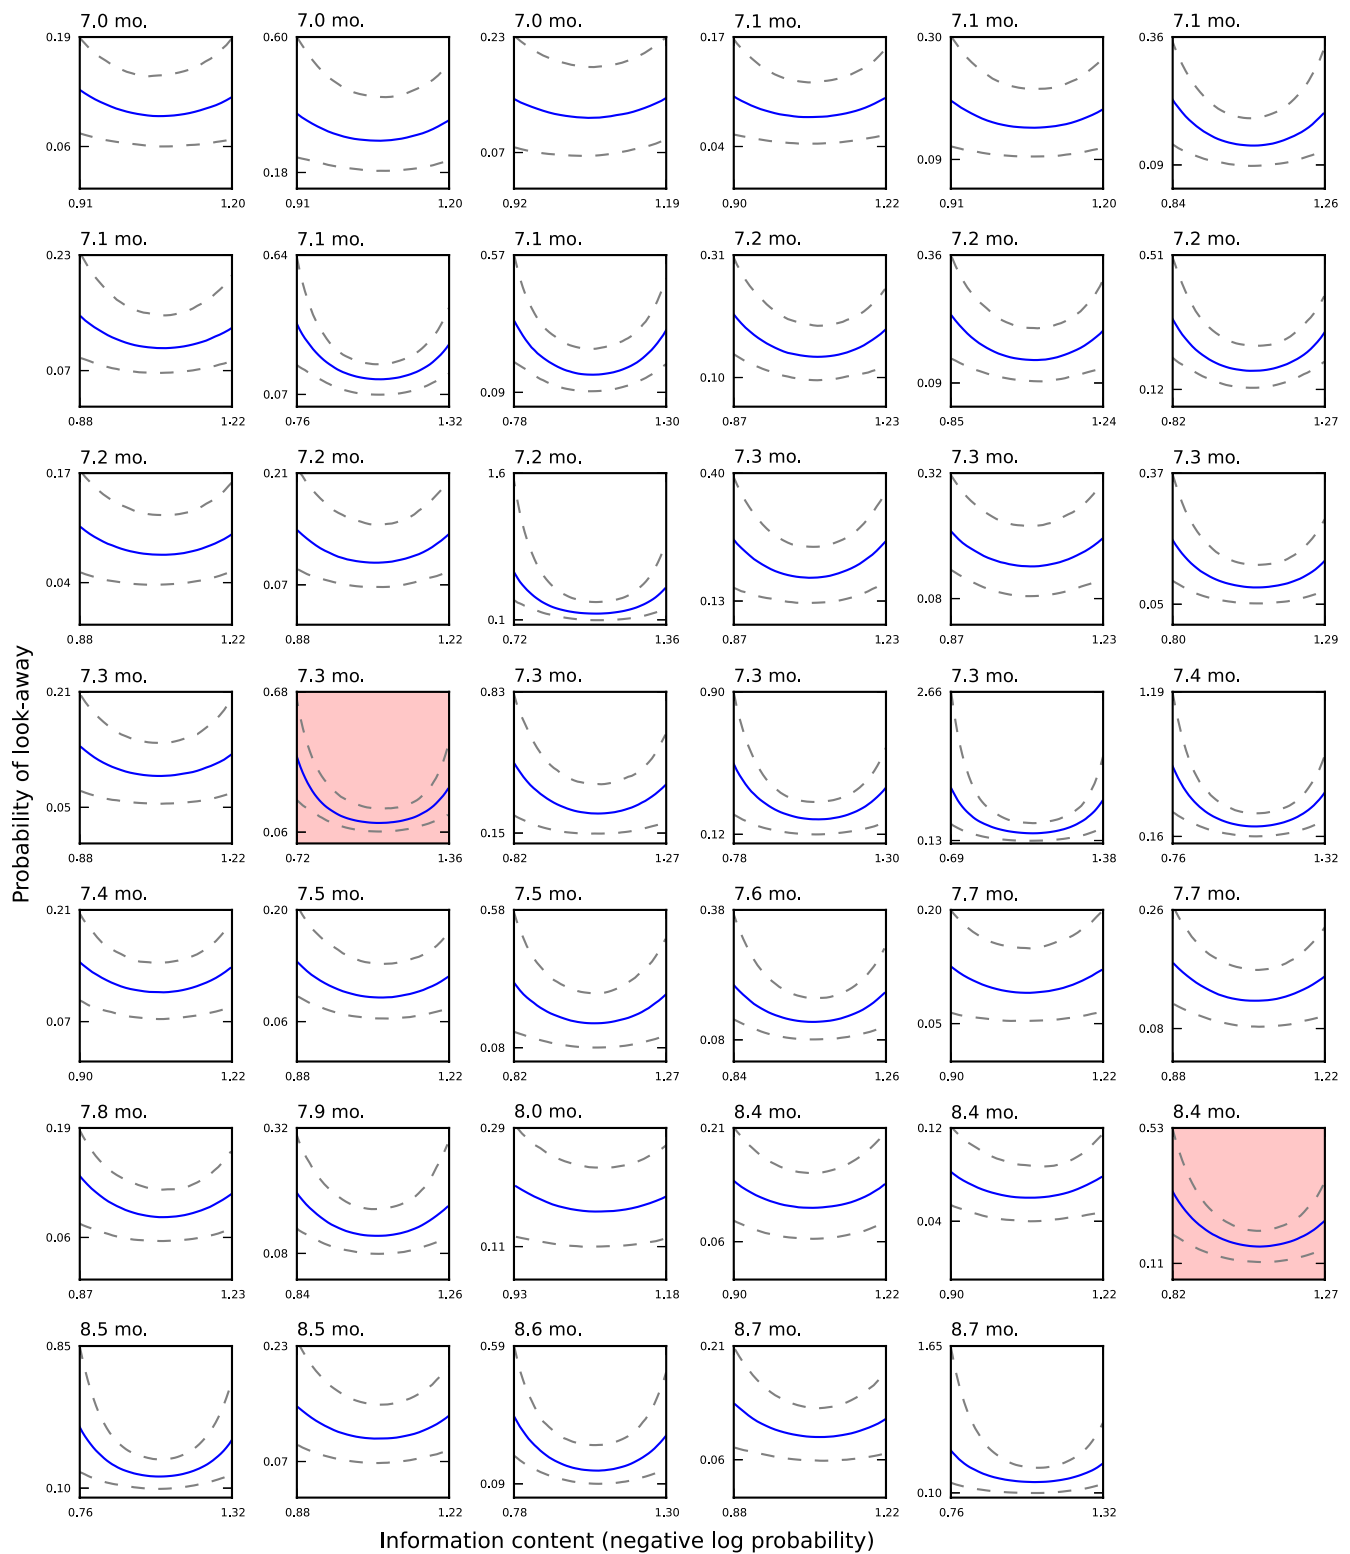 7.0 mo. 7.0 mo. 7.0 mo. 7.1 mo. 7.1 mo. 7.1 mo.
0.19 0.60 0.23 0.17 0.30 0.36
0.06 0.18 0.07 0.04 0.09 0.09
0.91 1.20 0.91 1.20 0.92 1.19 0.90 1.22 0.91 1.20 0.84 1.26
7.1 mo. 7.1 mo. 7.1 mo. 7.2 mo. 7.2 mo. 7.2 mo.
0.23 0.64 0.57 0.31 0.36 0.51
0.07 0.07 0.09 0.10 0.09 0.12
0.88 1.22 0.76 1.32 0.78 1.30 0.87 1.23 0.85 1.24 0.82 1.27
7.2 mo. 7.2 mo. 7.2 mo. 7.3 mo. 7.3 mo. 7.3 mo.
0.17 0.21 1.6 0.40 0.32 0.37
0.04 0.07 0.1 0.13 0.08 0.05
0.88 1.22 0.88 1.22 0.72 1.36 0.87 1.23 0.87 1.23 0.80 1.29
Probability of look-away
7.3 mo. 7.3 mo. 7.3 mo. 7.3 mo. 7.3 mo. 7.4 mo.
0.21 0.68 0.83 0.90 2.66 1.19
0.05 0.06 0.15 0.12 0.13 0.16
0.88 1.22 0.72 1.36 0.82 1.27 0.78 1.30 0.69 1.38 0.76 1.32
7.4 mo. 7.5 mo. 7.5 mo. 7.6 mo. 7.7 mo. 7.7 mo.
0.21 0.20 0.58 0.38 0.20 0.26
0.07 0.06 0.08 0.08 0.05 0.08
0.90 1.22 0.88 1.22 0.82 1.27 0.84 1.26 0.90 1.22 0.88 1.22
7.8 mo. 7.9 mo. 8.0 mo. 8.4 mo. 8.4 mo. 8.4 mo.
0.19 0.32 0.29 0.21 0.12 0.53
0.06 0.08 0.11 0.06 0.04 0.11
0.87 1.23 0.84 1.26 0.93 1.18 0.90 1.22 0.90 1.22 0.82 1.27
8.5 mo. 8.5 mo. 8.6 mo. 8.7 mo. 8.7 mo.
0.85 0.23 0.59 0.21 1.65
0.10 0.07 0.09 0.06 0.10
0.76 1.32 0.88 1.22 0.78 1.30 0.88 1.22 0.76 1.32
Information content (negative log probability)